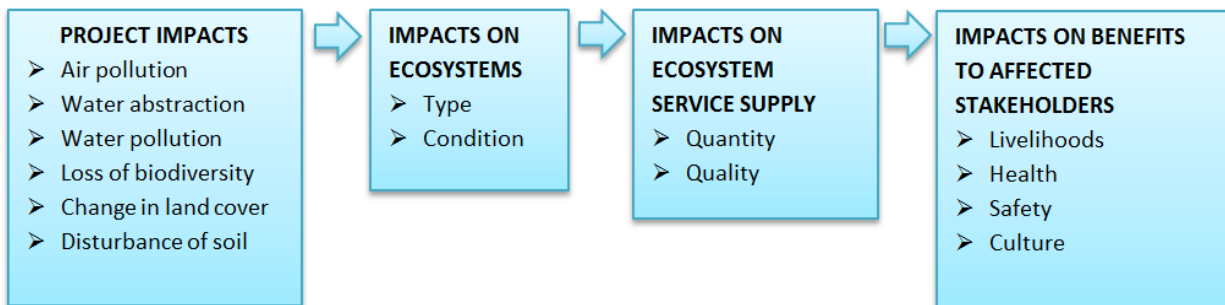 PROJECT IMPACTS
➢ Air pollution
➢ Water abstraction
➢ Water pollution
➢ Loss of biodiversity
➢ Change in land cover
➢ Disturbance of soil
IMPACTS ON
ECOSYSTEMS
➢ Type
➢ Condition
IMPACTS ON
ECOSYSTEM
SERVICE SUPPLY
➢ Quantity
➢ Quality
IMPACTS ON BENEFITS
TO AFFECTED
STAKEHOLDERS
➢ Livelihoods
➢ Health
➢ Safety
➢ Culture